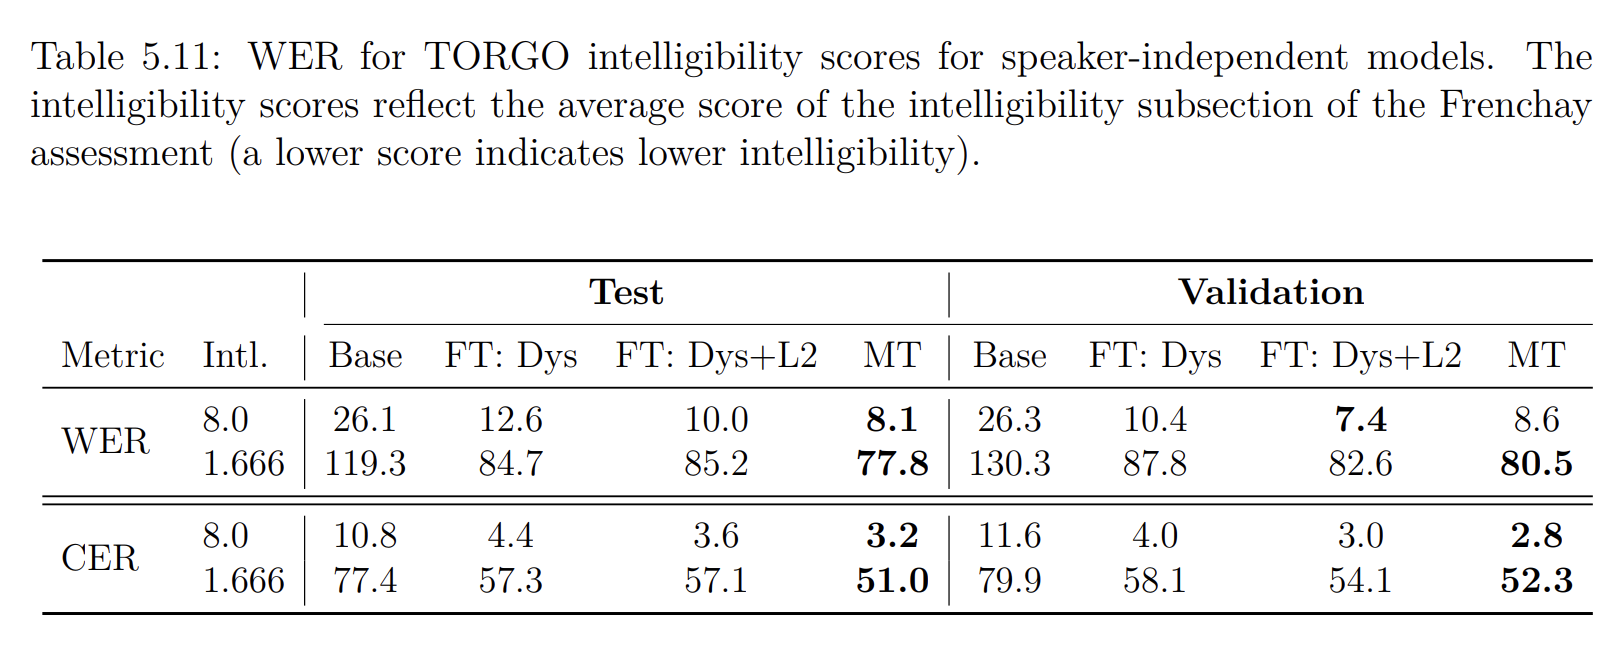 Table 5.11: WER for TORGO intelligibility scores for speaker-independent models. The
intelligibility scores reflect the average score of the intelligibility subsection of the Frenchay
assessment (a lower score indicates lower intelligibility).
Test Validation
Metric Intl. Base FT: Dys FT: Dys+L2 MT Base FT: Dys FT: Dys+L2 MT
WER
8.0 26.1 12.6 10.0 8.1 26.3 10.4 7.4 8.6
1.666 119.3 84.7 85.2 77.8 130.3 87.8 82.6 80.5
CER
8.0 10.8 4.4 3.6 3.2 11.6 4.0 3.0 2.8
1.666 77.4 57.3 57.1 51.0 79.9 58.1 54.1 52.3